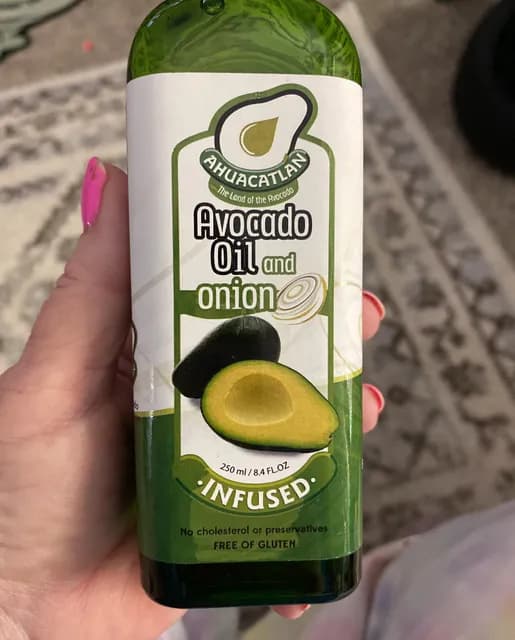 AHUACATLAN
The Land of the Avocado
Avocado
Oil and
onion
250 ml / 8.4 FL.OZ
·INFUSED·
No cholesterol or preservatives
FREE OF GLUTEN